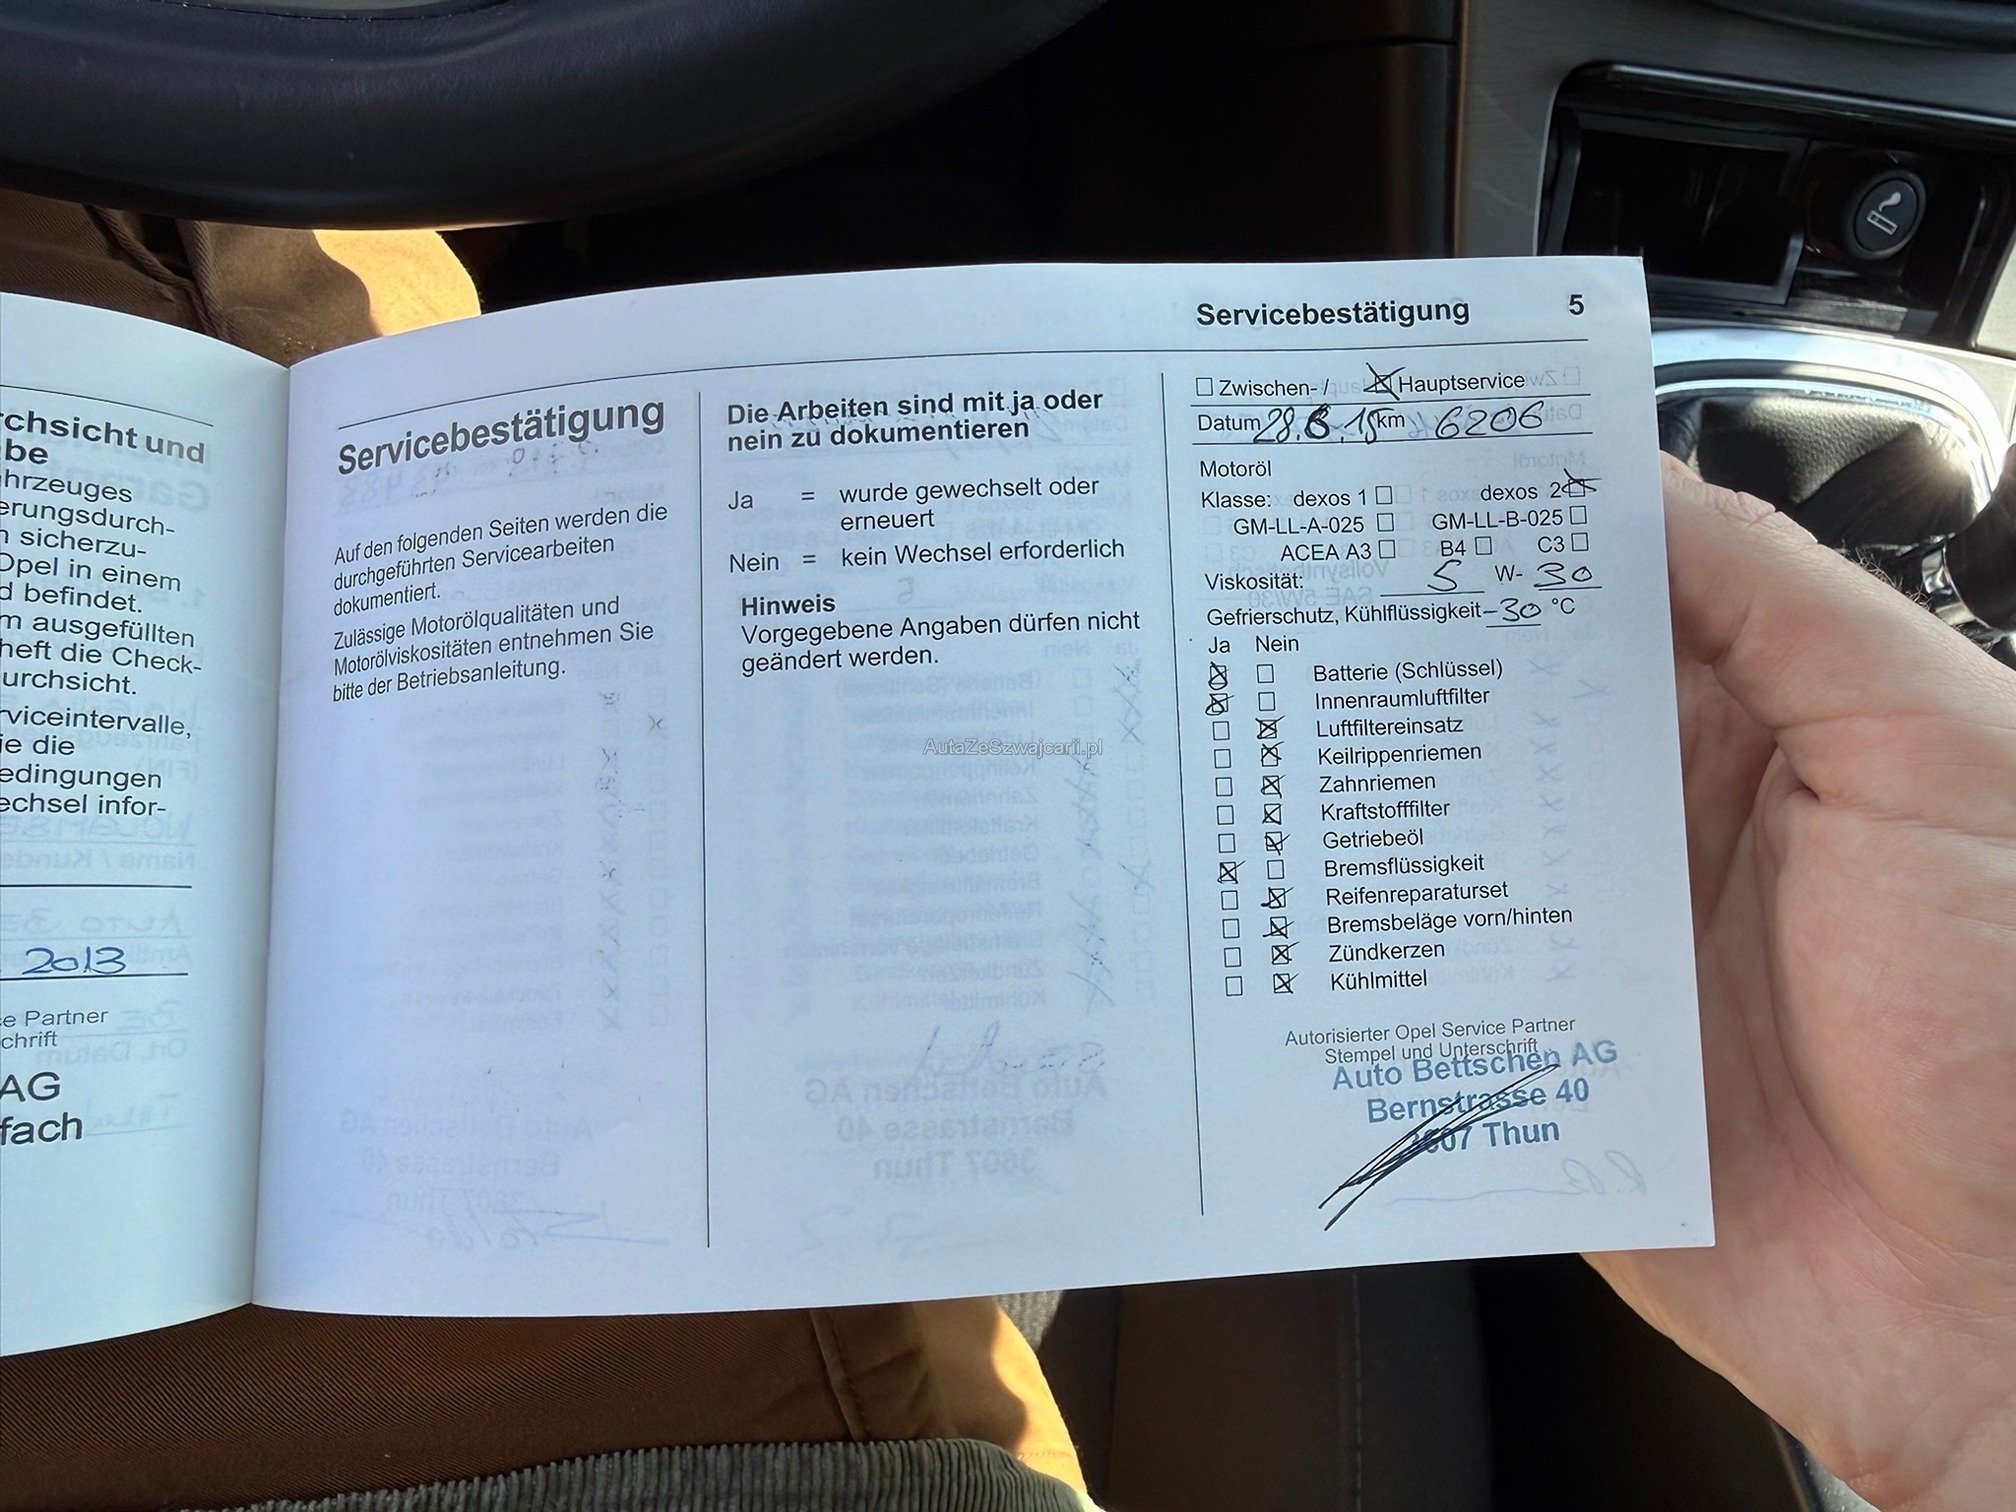 Servicebestätigung 5
chsicht und
be
hrzeuges
erungsdurch-
n sicherzu-
Opel in einem
d befindet.
m ausgefüllten
heft die Check-
urchsicht.
rviceintervalle,
ie die
edingungen
echsel infor-
2013
ce Partner
chrift
AG
fach
Servicebestätigung
Auf den folgenden Seiten werden die
durchgeführten Servicearbeiten
dokumentiert.
Zulässige Motorölqualitäten und
Motorölviskositäten entnehmen Sie
bitte der Betriebsanleitung.
Die Arbeiten sind mit ja oder
nein zu dokumentieren
Ja = wurde gewechselt oder
erneuert
Nein = kein Wechsel erforderlich
Hinweis
Vorgegebene Angaben dürfen nicht
geändert werden.
AutaZeSzwajcarii.pl
Zwischen- / Hauptservice
Datum 28.6.15 km 6206
Motoröl
Klasse: dexos 1 dexos 2
GM-LL-A-025 GM-LL-B-025
ACEA A3 B4 C3
Viskosität: 5 W- 30
Gefrierschutz, Kühlflüssigkeit -30 °C
Ja Nein
Batterie (Schlüssel)
Innenraumluftfilter
Luftfiltereinsatz
Keilrippenriemen
Zahnriemen
Kraftstofffilter
Getriebeöl
Bremsflüssigkeit
Reifenreparaturset
Bremsbeläge vorn/hinten
Zündkerzen
Kühlmittel
Autorisierter Opel Service Partner
Stempel und Unterschrift
Auto Bettschen AG
Bernstrasse 40
3607 Thun